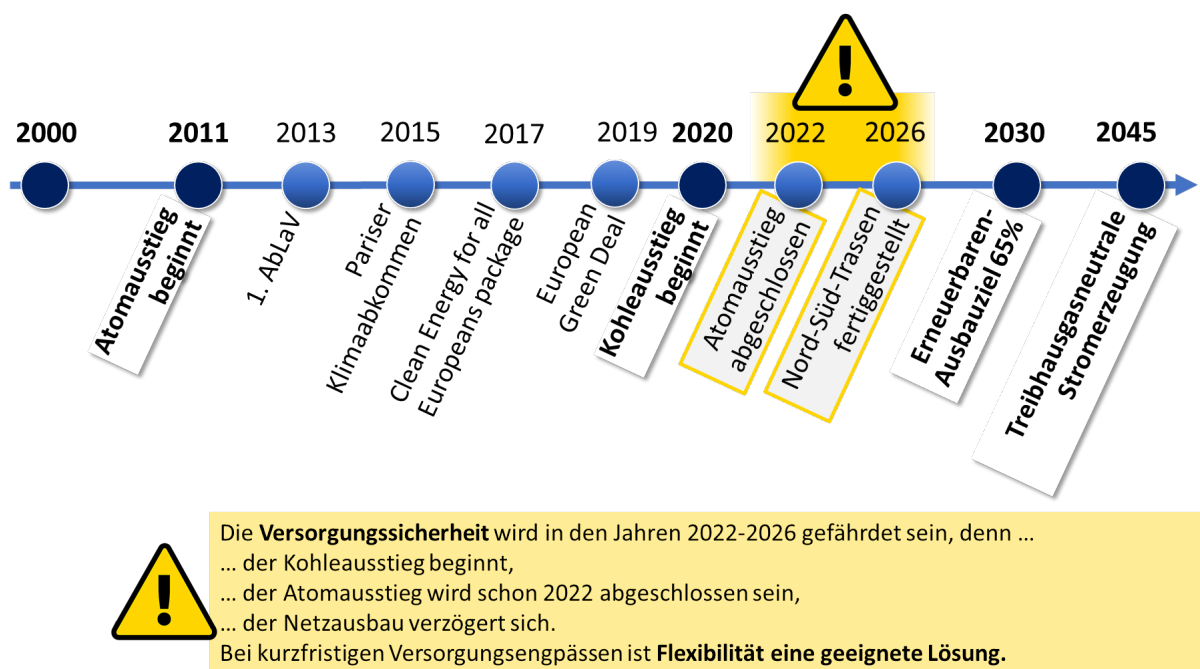 2000
2011
2013
2015
2017
2019
2020
2022
2026
2030
2045
Atomausstieg
beginnt
1. AbLaV
Pariser
Klimaabkommen
Clean Energy for all
Europeans package
European
Green Deal
Kohleausstieg
beginnt
Atomausstieg
abgeschlossen
Nord-Süd-Trassen
fertiggestellt
Erneuerbaren-
Ausbauziel 65%
Treibhausgasneutrale
Stromerzeugung
Die Versorgungssicherheit wird in den Jahren 2022-2026 gefährdet sein, denn ...
... der Kohleausstieg beginnt,
... der Atomausstieg wird schon 2022 abgeschlossen sein,
... der Netzausbau verzögert sich.
Bei kurzfristigen Versorgungsengpässen ist Flexibilität eine geeignete Lösung.